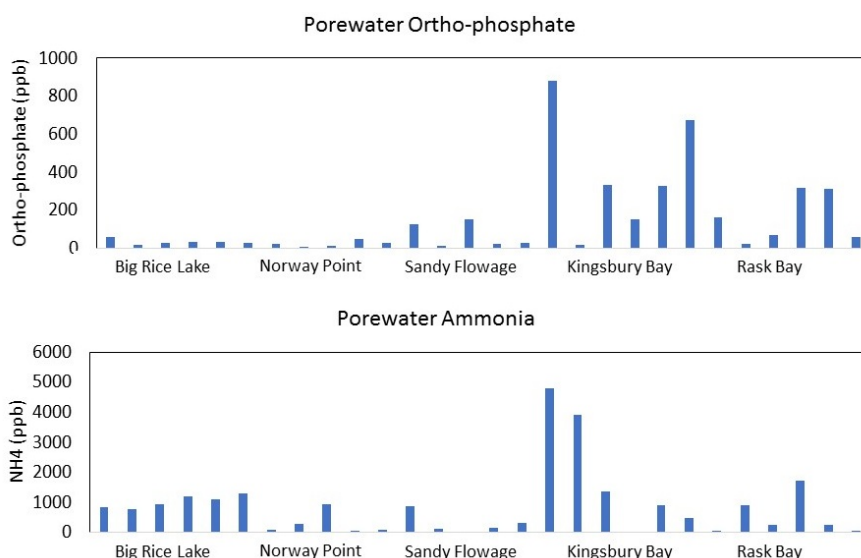 Porewater Ortho-phosphate
Ortho-phosphate (ppb)
1000
800
600
400
200
0
Big Rice Lake Norway Point Sandy Flowage Kingsbury Bay Rask Bay
Porewater Ammonia
NH4 (ppb)
6000
5000
4000
3000
2000
1000
0
Big Rice Lake Norway Point Sandy Flowage Kingsbury Bay Rask Bay